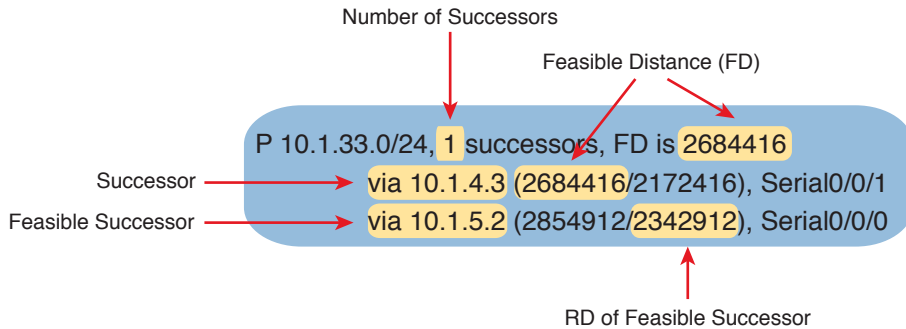 Number of Successors
Feasible Distance (FD)
P 10.1.33.0/24, 1 successors, FD is 2684416
Successor
via 10.1.4.3 (2684416/2172416), Serial0/0/1
Feasible Successor
via 10.1.5.2 (2854912/2342912), Serial0/0/0
RD of Feasible Successor